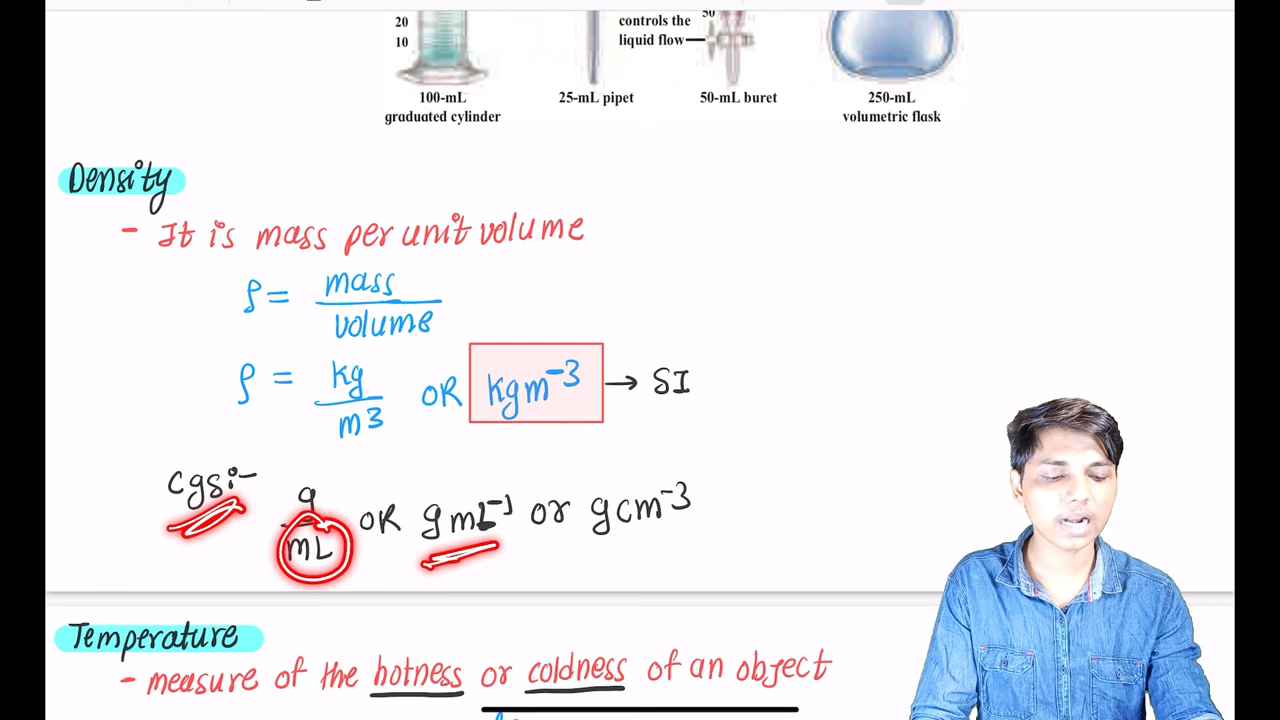 20
10
controls the
liquid flow
50
100-mL
graduated cylinder
25-mL pipet
50-mL buret
250-mL
volumetric flask
Density
- It is mass per unit volume
ρ = mass
volume
ρ = kg
m3 OR kgm⁻³ → SI
cgs:- g
mL OR g mL⁻¹ or gcm⁻³
Temperature
- measure of the hotness or coldness of an object